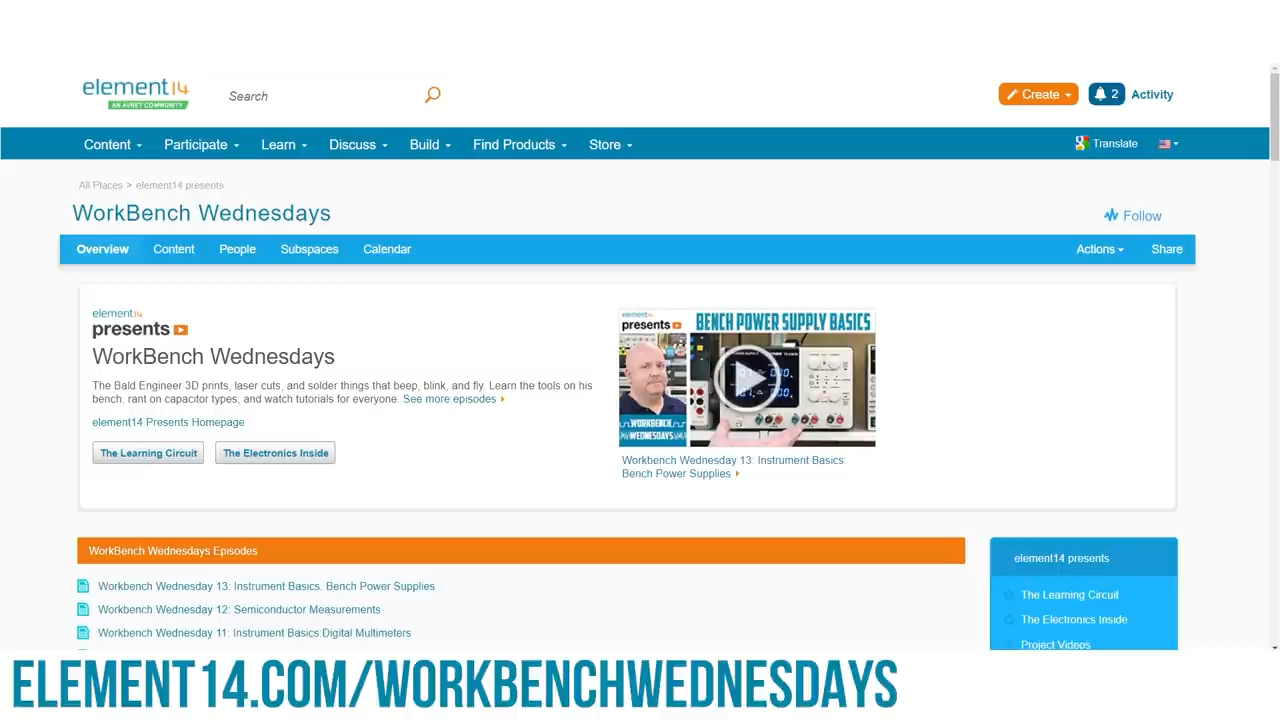 element14
AN AVNET COMMUNITY
Search
Create
2
Activity
Content
Participate
Learn
Discuss
Build
Find Products
Store
Translate
All Places > element14 presents
WorkBench Wednesdays
Follow
Overview
Content
People
Subspaces
Calendar
Actions
Share
element14
presents
WorkBench Wednesdays
The Bald Engineer 3D prints, laser cuts, and solder things that beep, blink, and fly. Learn the tools on his
bench, rant on capacitor types, and watch tutorials for everyone. See more episodes
element14 Presents Homepage
The Learning Circuit
The Electronics Inside
element14
presents
BENCH POWER SUPPLY BASICS
WORKBENCH
WEDNESDAYS
Workbench Wednesday 13: Instrument Basics:
Bench Power Supplies
WorkBench Wednesdays Episodes
Workbench Wednesday 13: Instrument Basics. Bench Power Supplies
Workbench Wednesday 12: Semiconductor Measurements
Workbench Wednesday 11: Instrument Basics:Digital Multimeters
element14 presents
The Learning Circuit
The Electronics Inside
Project Videos
ELEMENT14.COM/WORKBENCHWEDNESDAYS